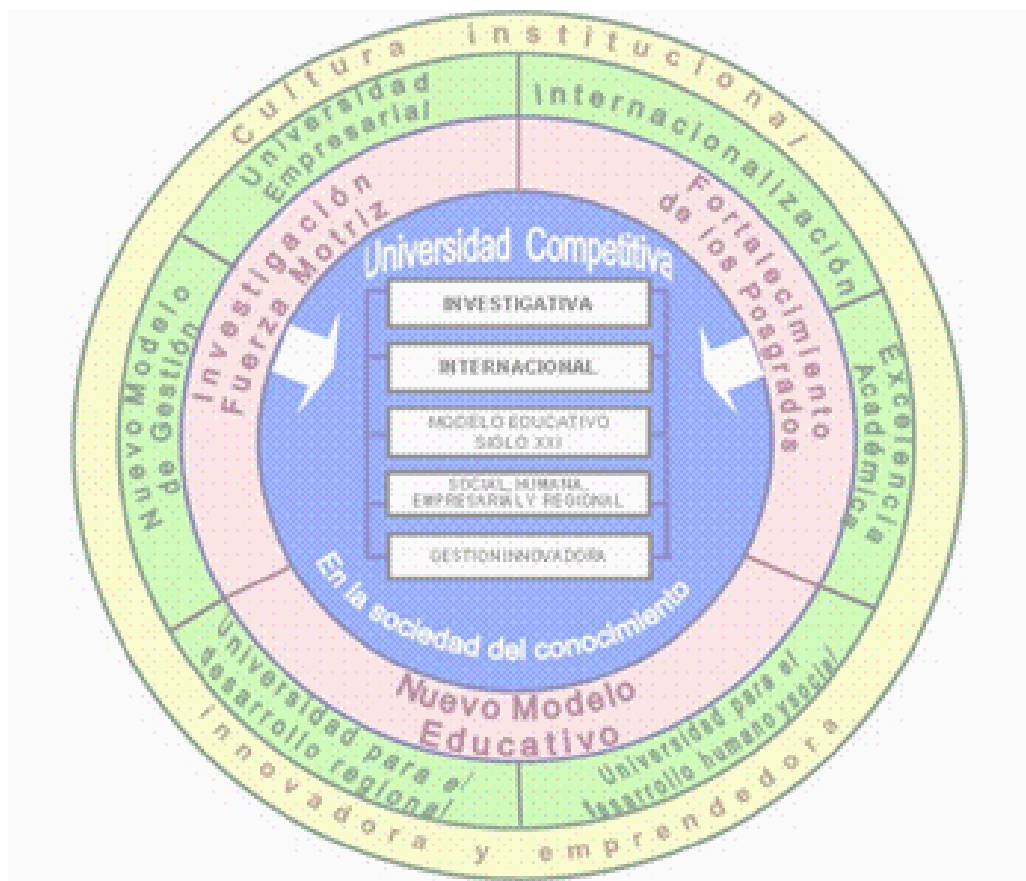 Cultura institucional
innovadora y emprendedora
Universidad
Empresarial
Internacionalización
Excelencia
Académica
Universidad para el
desarrollo humano y social
Universidad para el
desarrollo regional
Nuevo Modelo
de Gestión
Investigación
Fuerza Motriz
Fortalecimiento
de los Posgrados
Nuevo Modelo
Educativo
Universidad Competitiva
INVESTIGATIVA
INTERNACIONAL
MODELO EDUCATIVO
SIGLO XXI
SOCIAL, HUMANA,
EMPRESARIAL Y REGIONAL
GESTION INNOVADORA
En la sociedad del conocimiento